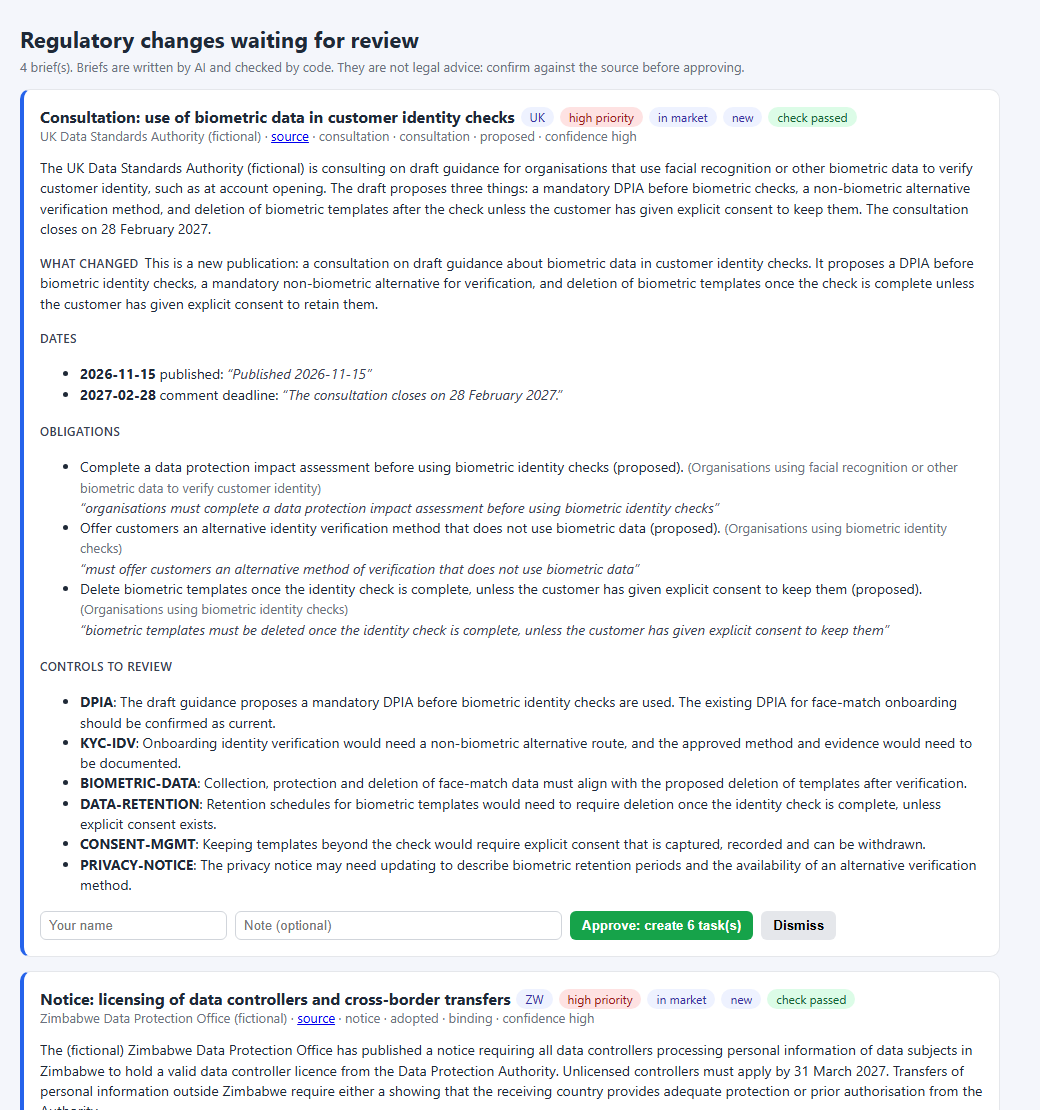 Regulatory changes waiting for review
4 brief(s). Briefs are written by AI and checked by code. They are not legal advice: confirm against the source before approving.
Consultation: use of biometric data in customer identity checks UK high priority in market new check passed
UK Data Standards Authority (fictional) · source · consultation · consultation · proposed · confidence high
The UK Data Standards Authority (fictional) is consulting on draft guidance for organisations that use facial recognition or other biometric data to verify
customer identity, such as at account opening. The draft proposes three things: a mandatory DPIA before biometric checks, a non-biometric alternative
verification method, and deletion of biometric templates after the check unless the customer has given explicit consent to keep them. The consultation
closes on 28 February 2027.
WHAT CHANGED This is a new publication: a consultation on draft guidance about biometric data in customer identity checks. It proposes a DPIA before
biometric identity checks, a mandatory non-biometric alternative for verification, and deletion of biometric templates once the check is complete unless
the customer has given explicit consent to retain them.
DATES
• 2026-11-15 published: “Published 2026-11-15”
• 2027-02-28 comment deadline: “The consultation closes on 28 February 2027.”
OBLIGATIONS
• Complete a data protection impact assessment before using biometric identity checks (proposed). (Organisations using facial recognition or other
biometric data to verify customer identity)
“organisations must complete a data protection impact assessment before using biometric identity checks”
• Offer customers an alternative identity verification method that does not use biometric data (proposed). (Organisations using biometric identity
checks)
“must offer customers an alternative method of verification that does not use biometric data”
• Delete biometric templates once the identity check is complete, unless the customer has given explicit consent to keep them (proposed).
(Organisations using biometric identity checks)
“biometric templates must be deleted once the identity check is complete, unless the customer has given explicit consent to keep them”
CONTROLS TO REVIEW
• DPIA: The draft guidance proposes a mandatory DPIA before biometric identity checks are used. The existing DPIA for face-match onboarding
should be confirmed as current.
• KYC-IDV: Onboarding identity verification would need a non-biometric alternative route, and the approved method and evidence would need to
be documented.
• BIOMETRIC-DATA: Collection, protection and deletion of face-match data must align with the proposed deletion of templates after verification.
• DATA-RETENTION: Retention schedules for biometric templates would need to require deletion once the identity check is complete, unless
explicit consent exists.
• CONSENT-MGMT: Keeping templates beyond the check would require explicit consent that is captured, recorded and can be withdrawn.
• PRIVACY-NOTICE: The privacy notice may need updating to describe biometric retention periods and the availability of an alternative verification
method.
Your name Note (optional) Approve: create 6 task(s) Dismiss
Notice: licensing of data controllers and cross-border transfers ZW high priority in market new check passed
Zimbabwe Data Protection Office (fictional) · source · notice · adopted · binding · confidence high
The (fictional) Zimbabwe Data Protection Office has published a notice requiring all data controllers processing personal information of data subjects in
Zimbabwe to hold a valid data controller licence from the Data Protection Authority. Unlicensed controllers must apply by 31 March 2027. Transfers of
personal information outside Zimbabwe require either a showing that the receiving country provides adequate protection or prior authorisation from the
Authority.